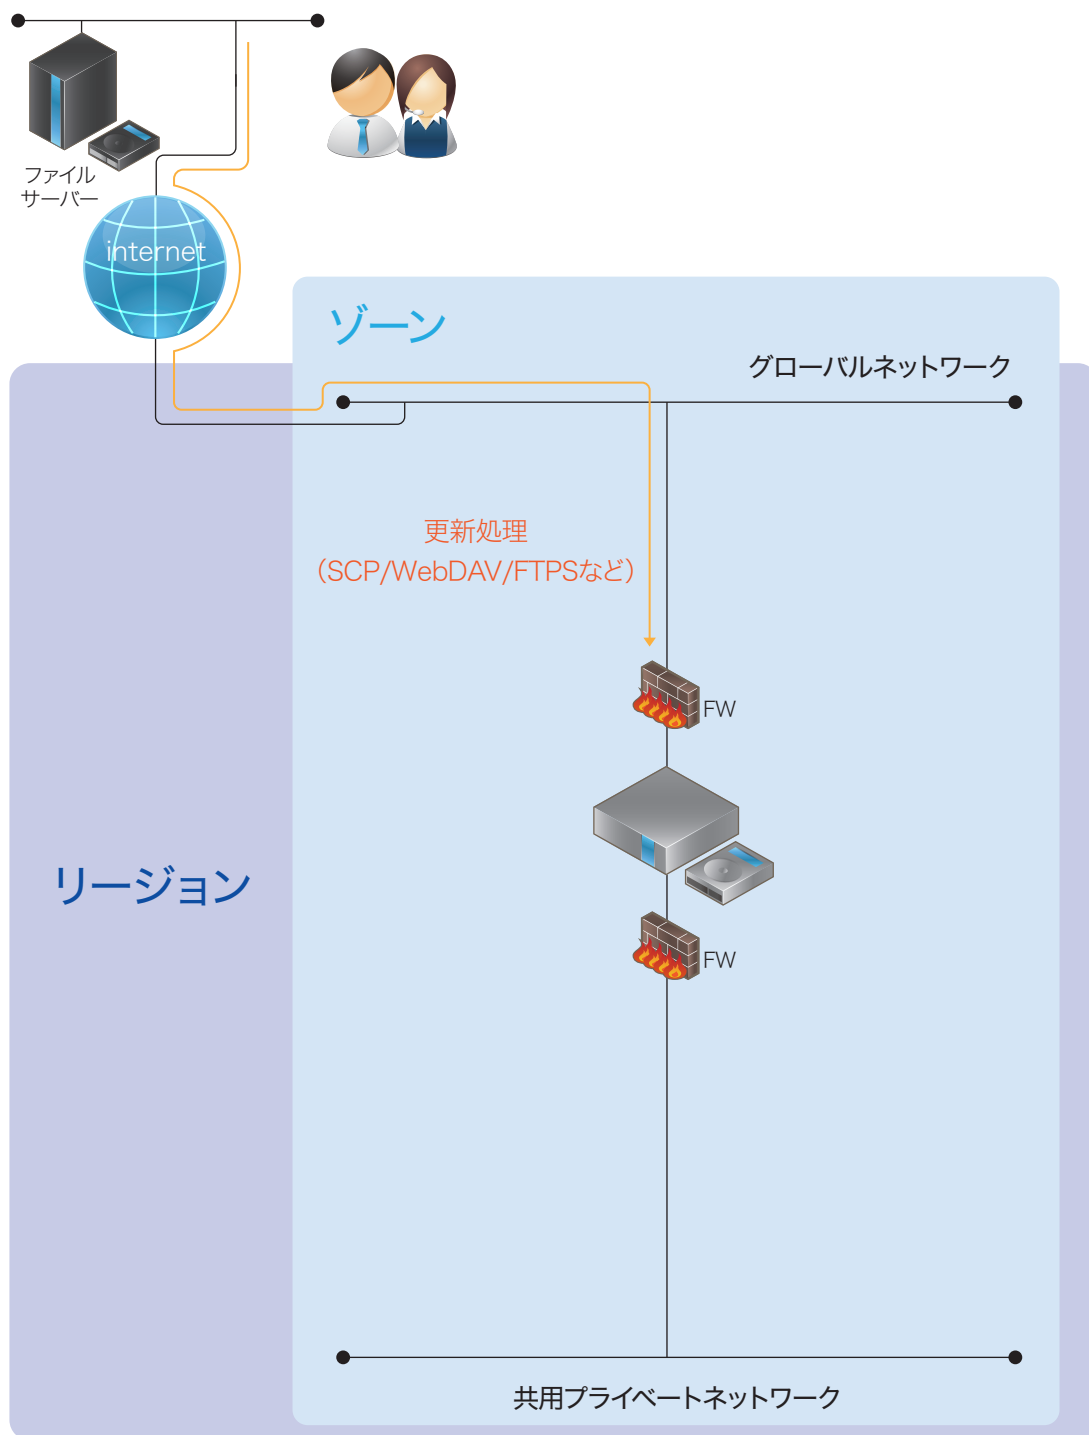 ファイル
サーバー
internet
ゾーン
グローバルネットワーク
更新処理
（SCP/WebDAV/FTPSなど）
FW
リージョン
FW
共用プライベートネットワーク